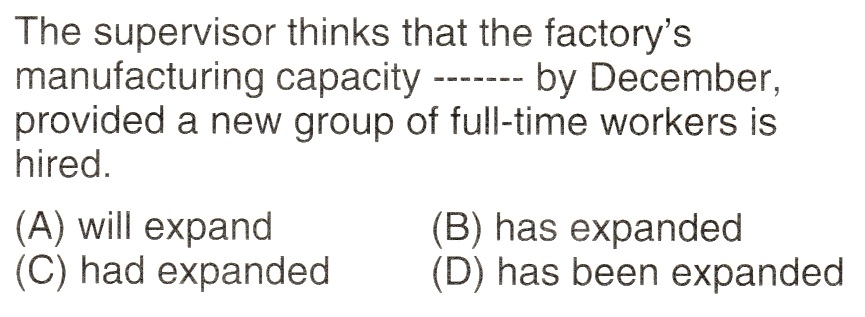 The supervisor thinks that the factory's
manufacturing capacity ------- by December,
provided a new group of full-time workers is
hired.
(A) will expand (B) has expanded
(C) had expanded (D) has been expanded